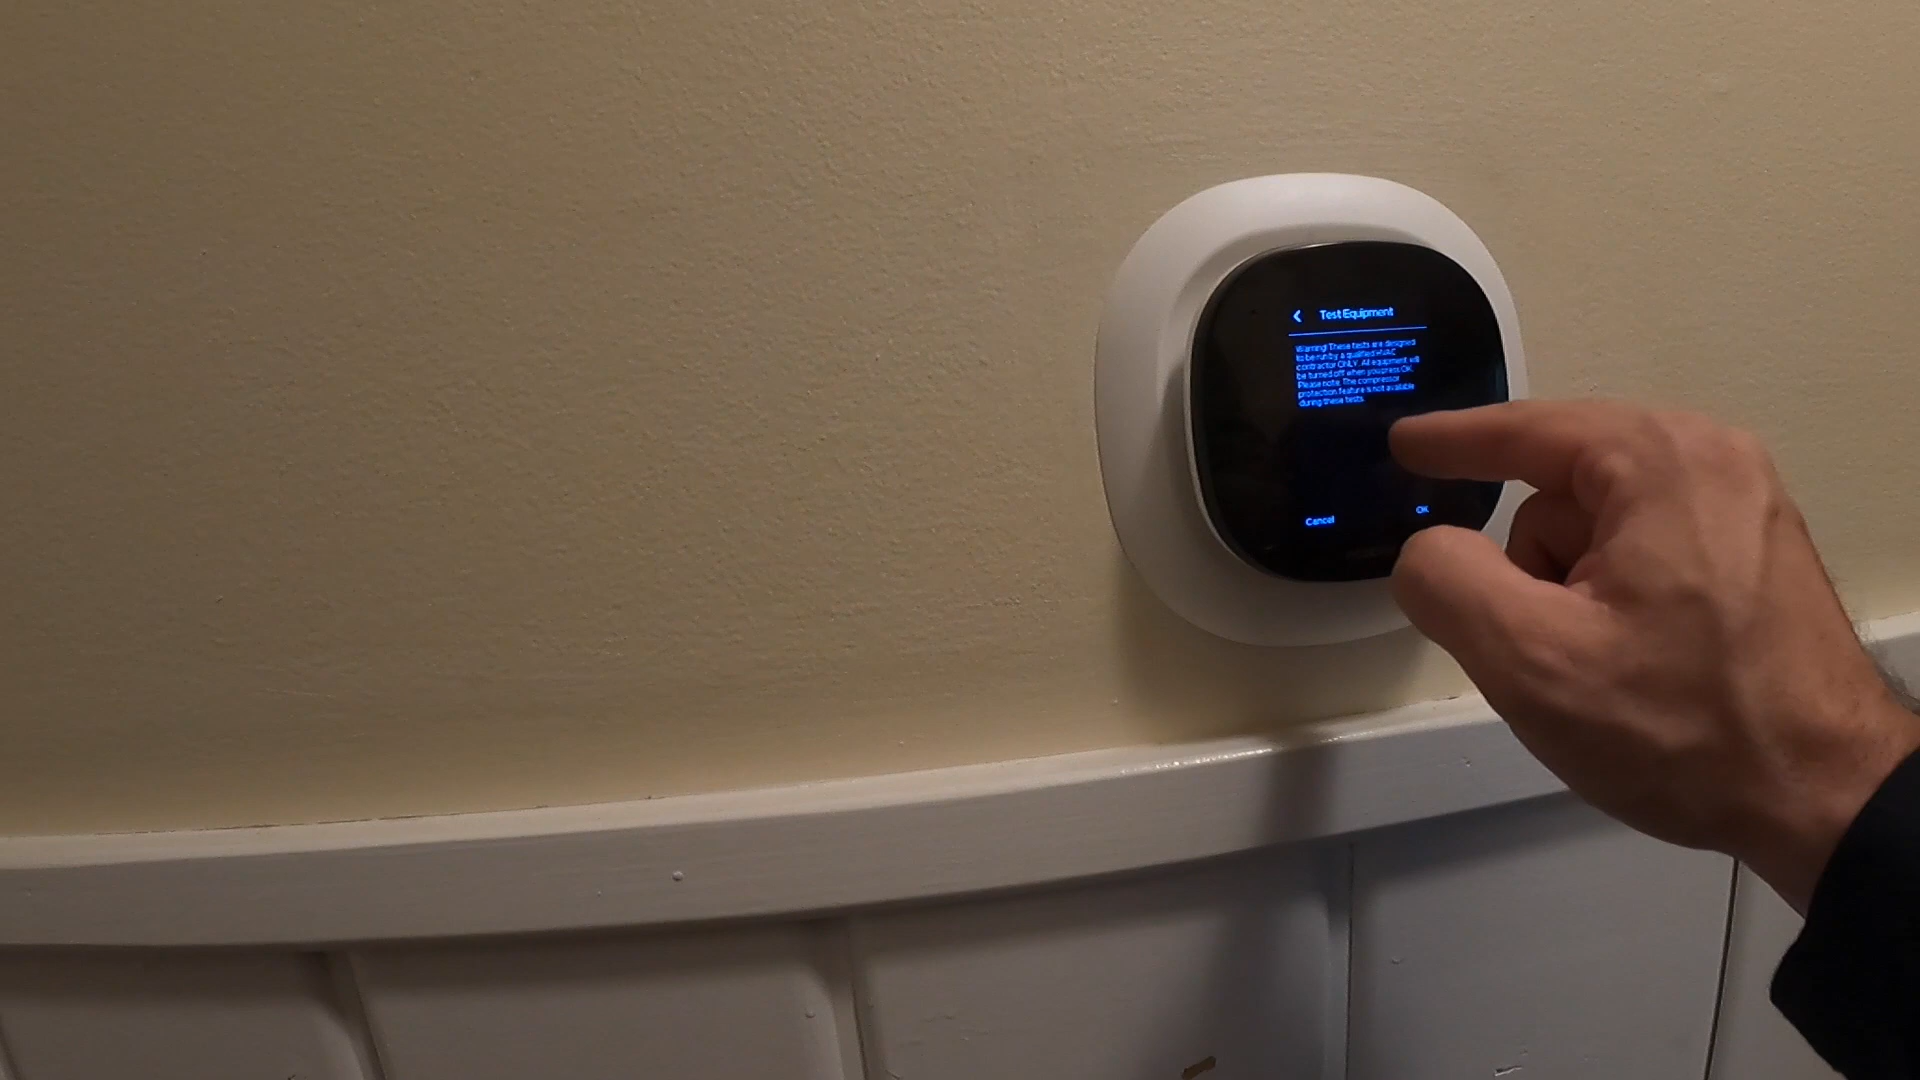 Test Equipment
Warning! These tests are designed
to be run by a qualified HVAC
contractor ONLY. All equipment will
be turned off when you press OK.
Please note: The compressor
protection feature is not available
during these tests.
Cancel
OK